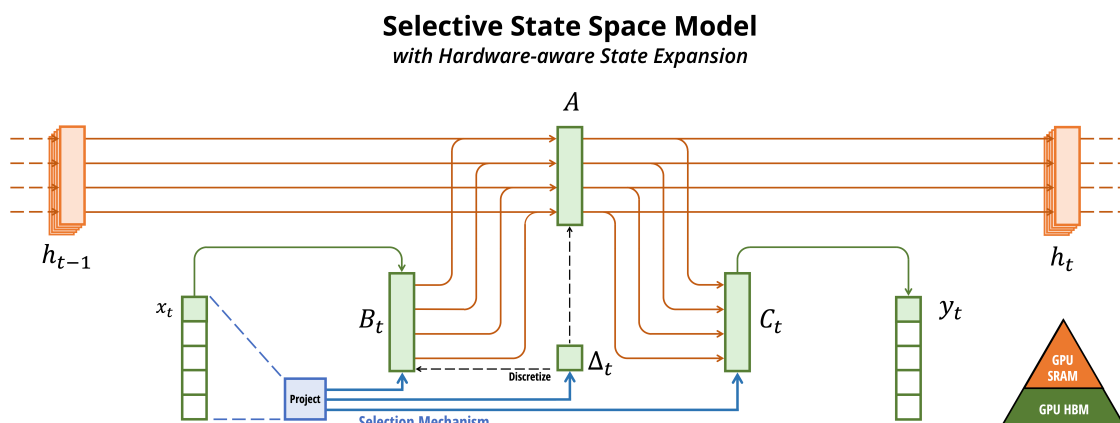 Selective State Space Model
with Hardware-aware State Expansion
A
h_{t-1}
h_t
x_t
B_t
C_t
y_t
Δ_t
GPU
SRAM
Discretize
Project
GPU HBM
Selection Mechanism